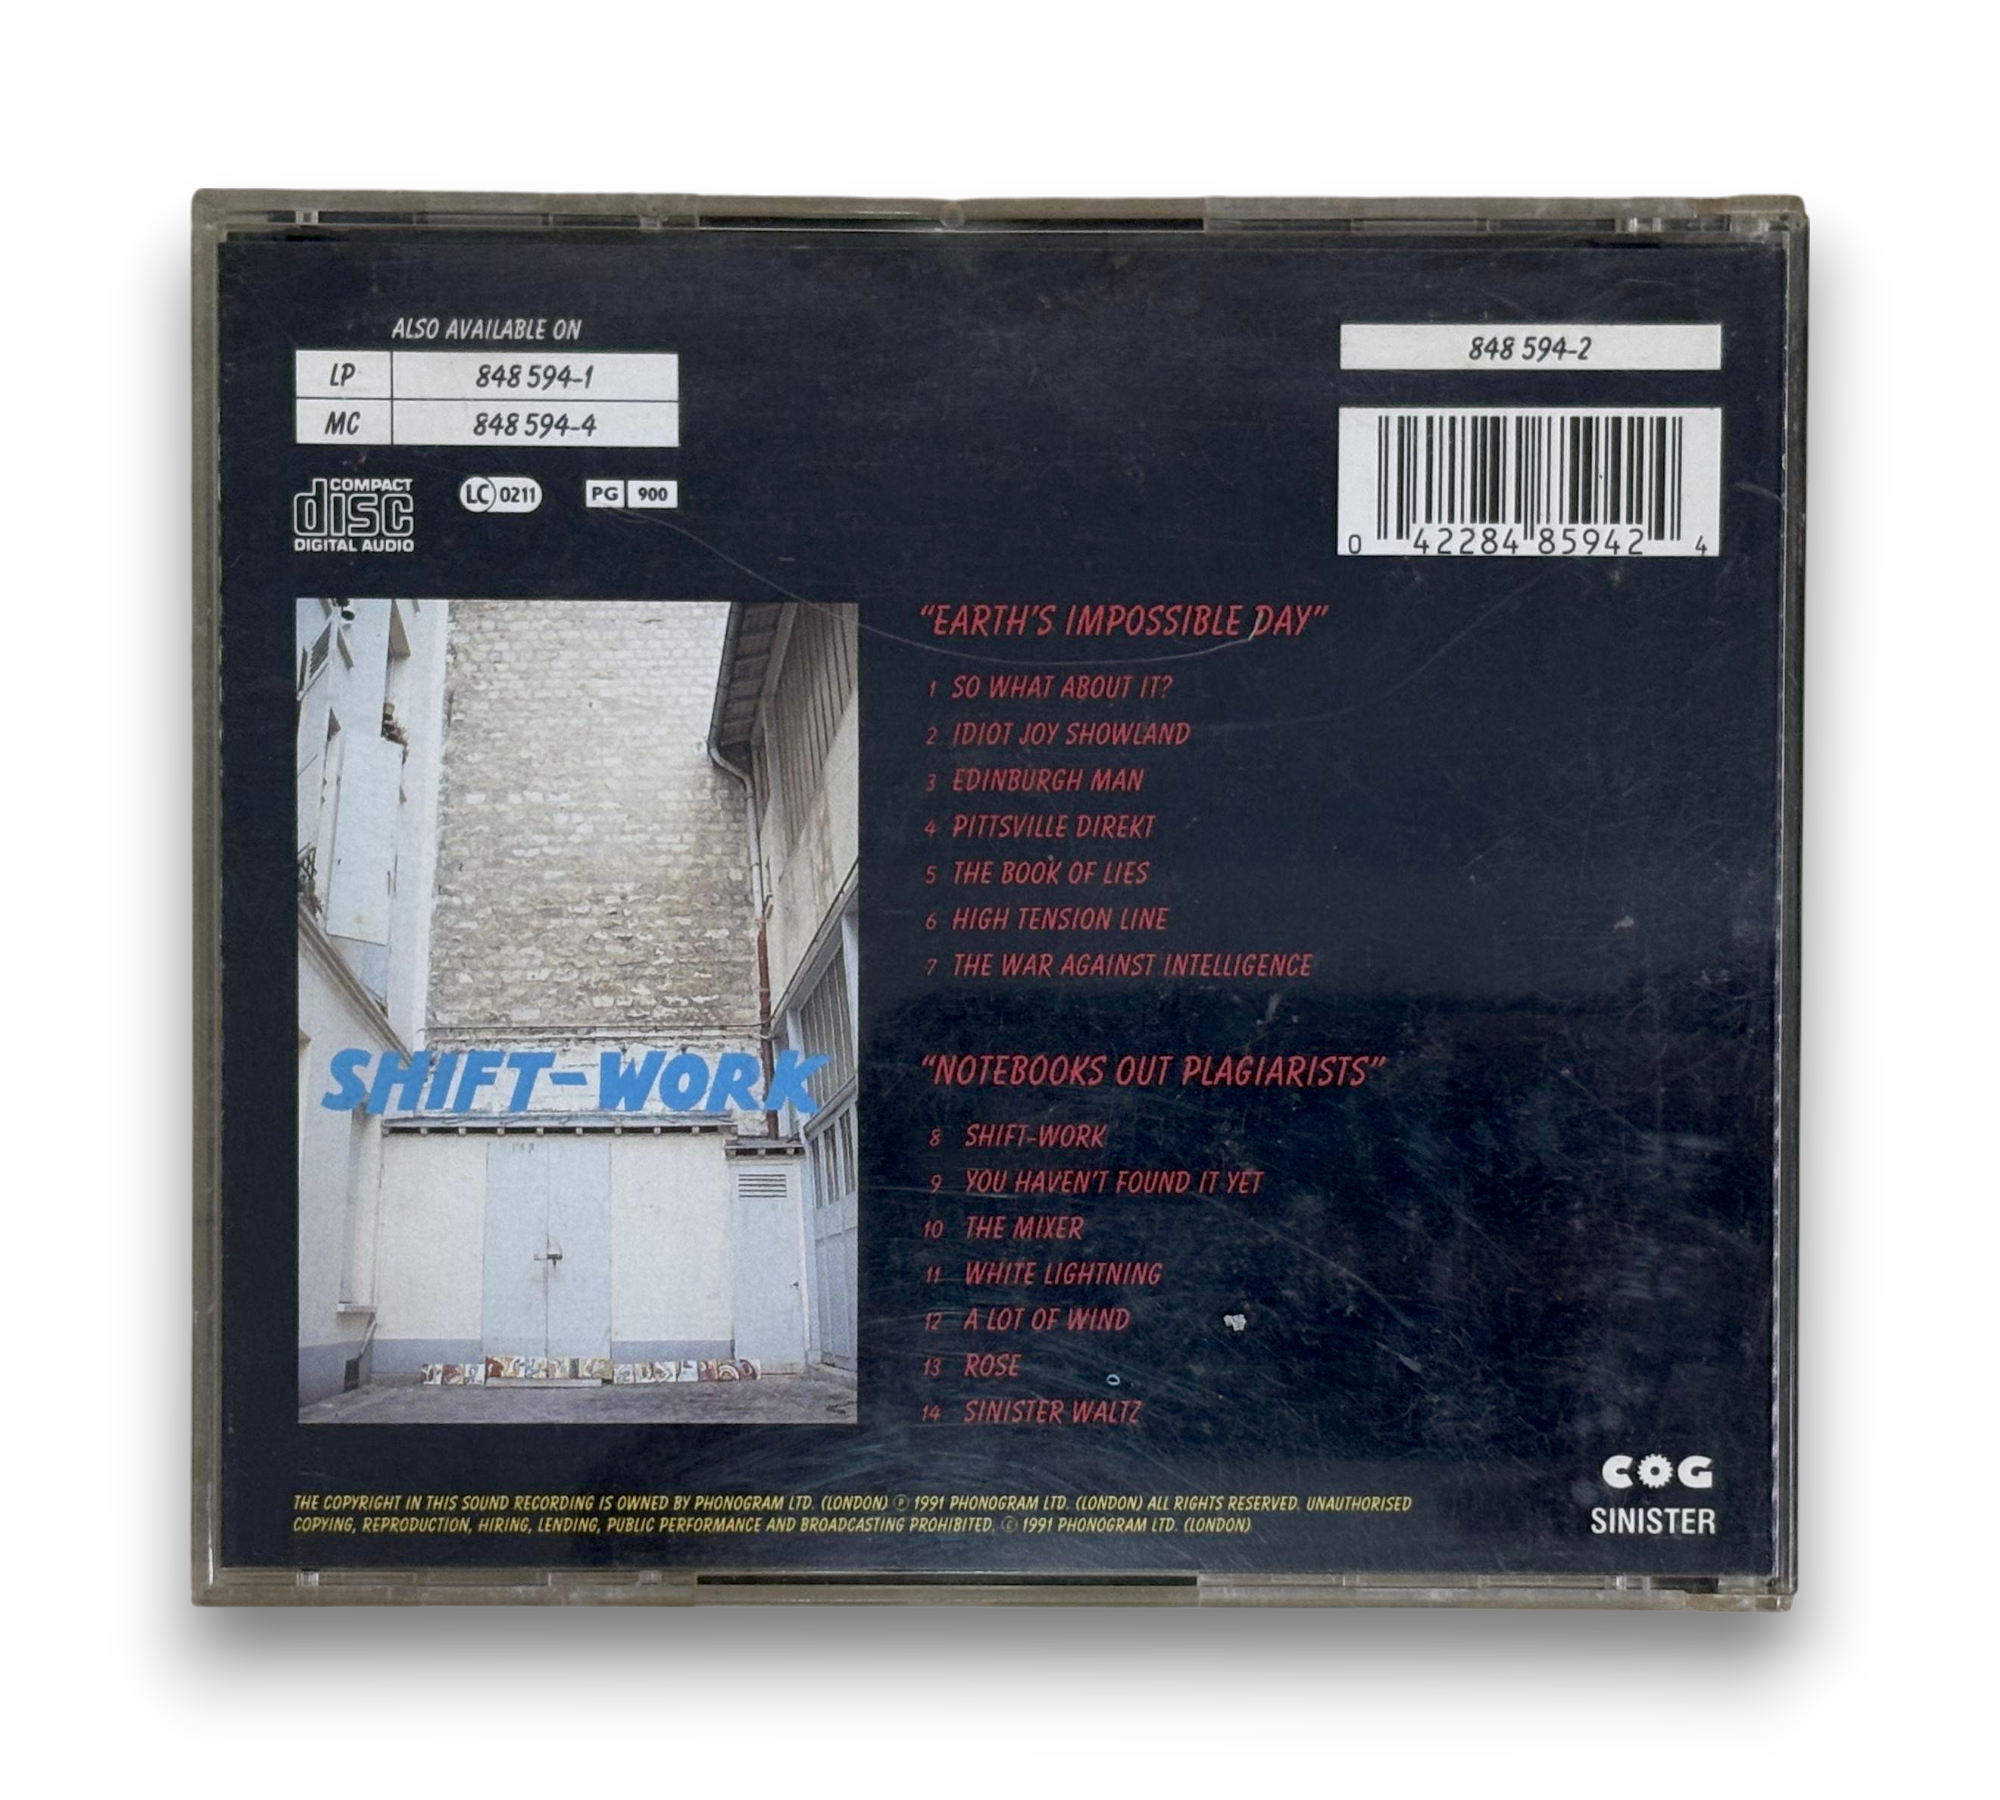 ALSO AVAILABLE ON
LP 848 594-1
MC 848 594-4
848 594-2
COMPACT
disc
DIGITAL AUDIO
LC 0211
PG 900
0 42284 85942 4
"EARTH'S IMPOSSIBLE DAY"
1 SO WHAT ABOUT IT?
2 IDIOT JOY SHOWLAND
3 EDINBURGH MAN
4 PITTSVILLE DIREKT
5 THE BOOK OF LIES
6 HIGH TENSION LINE
7 THE WAR AGAINST INTELLIGENCE
SHIFT-WORK
"NOTEBOOKS OUT PLAGIARISTS"
8 SHIFT-WORK
9 YOU HAVEN'T FOUND IT YET
10 THE MIXER
11 WHITE LIGHTNING
12 A LOT OF WIND
13 ROSE
14 SINISTER WALTZ
COG
SINISTER
THE COPYRIGHT IN THIS SOUND RECORDING IS OWNED BY PHONOGRAM LTD. (LONDON) ℗ 1991 PHONOGRAM LTD. (LONDON) ALL RIGHTS RESERVED. UNAUTHORISED
COPYING, REPRODUCTION, HIRING, LENDING, PUBLIC PERFORMANCE AND BROADCASTING PROHIBITED. © 1991 PHONOGRAM LTD. (LONDON)